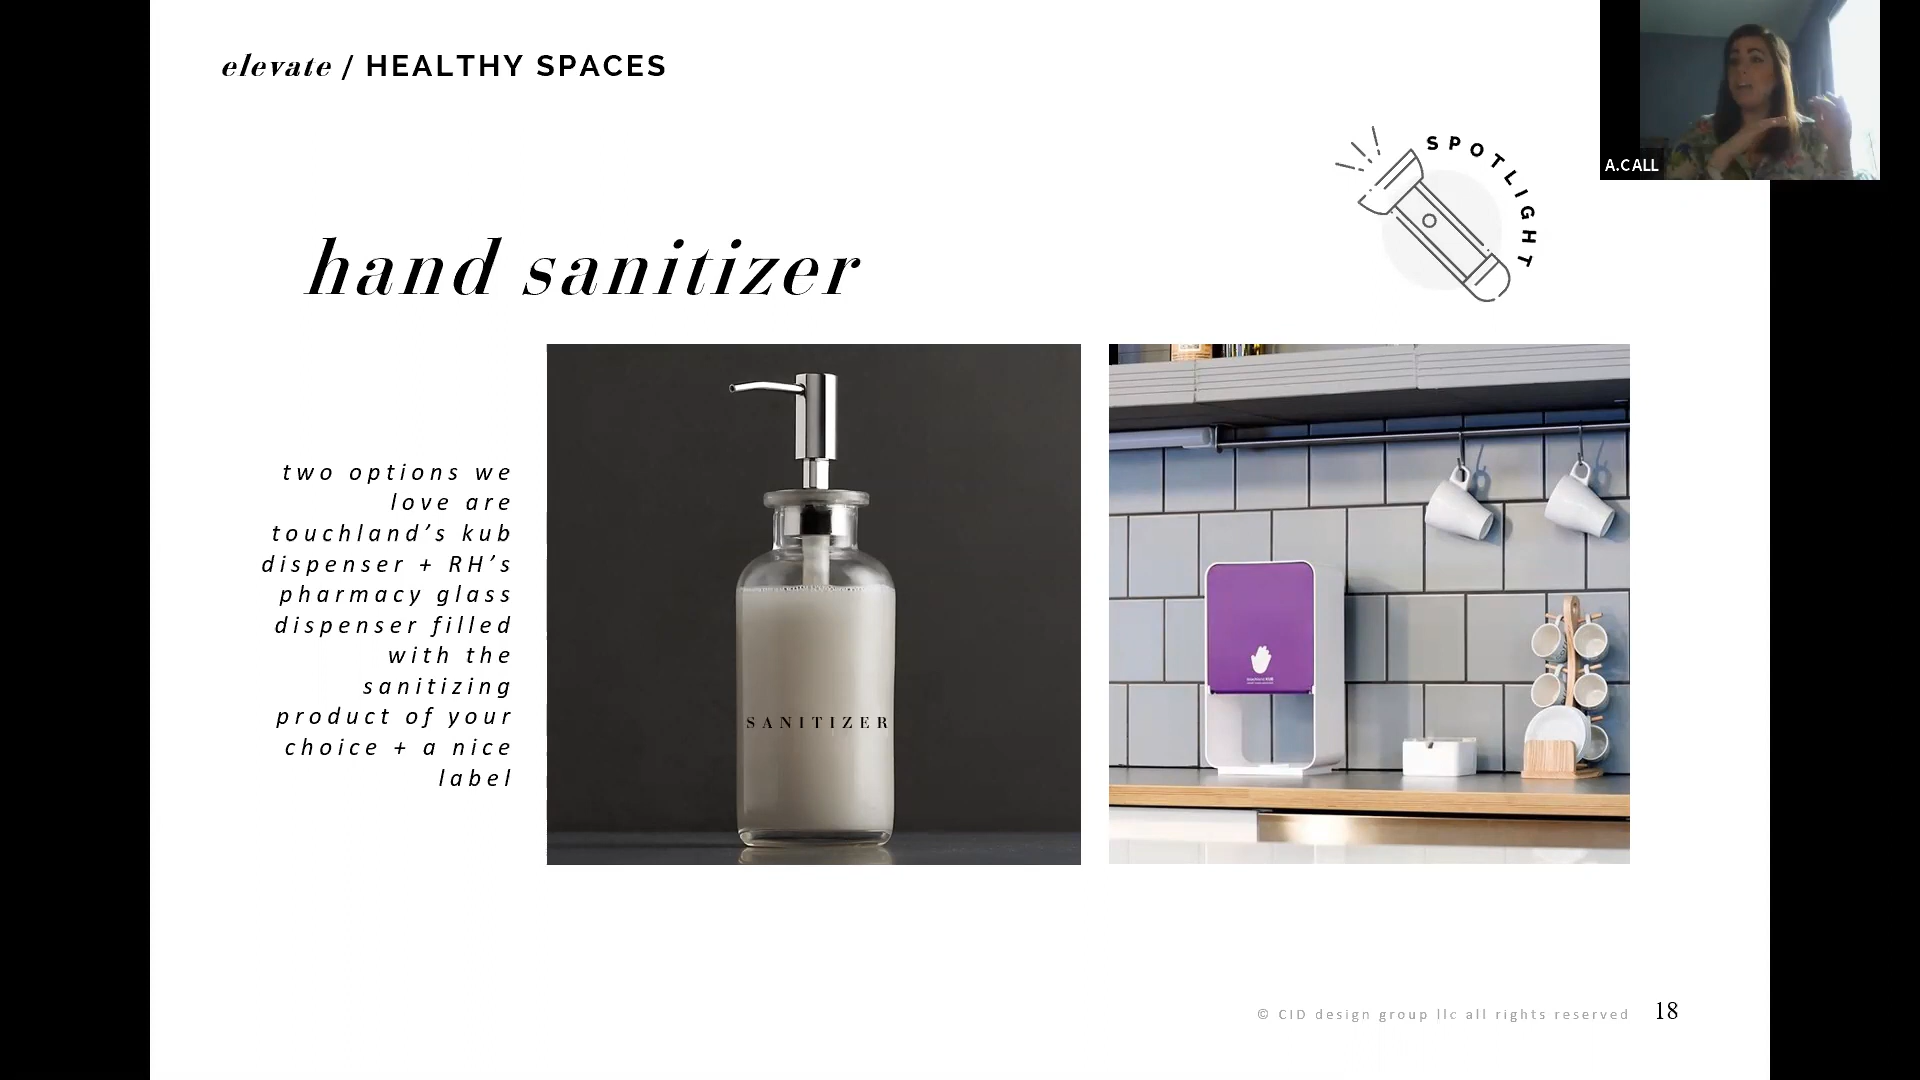 elevate / HEALTHY SPACES
A.CALL
SPOTLIGHT
hand sanitizer
two options we
love are
touchland’s kub
dispenser + RH’s
pharmacy glass
dispenser filled
with the
sanitizing
product of your
choice + a nice
label
SANITIZER
© CID design group llc all rights reserved 18